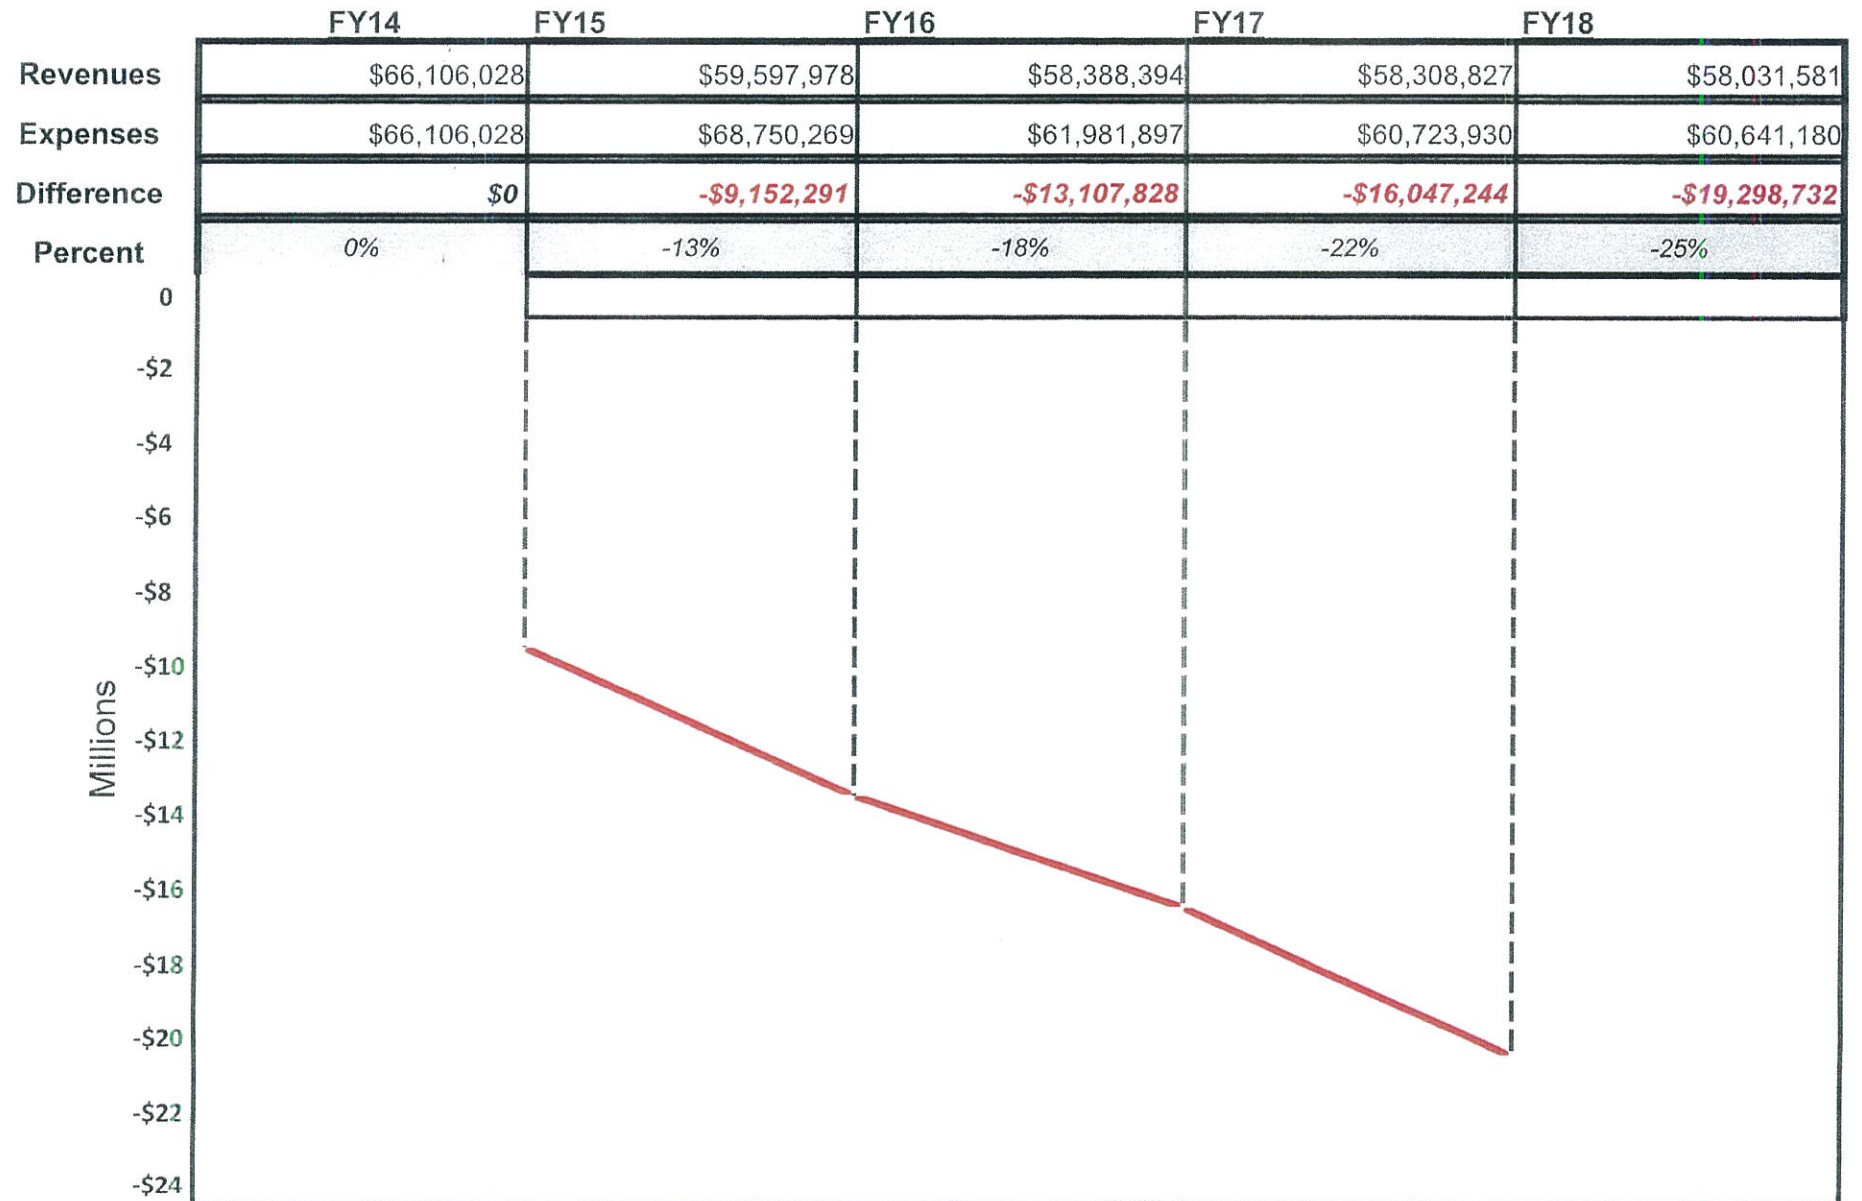 FY14 FY15 FY16 FY17 FY18
Revenues $66,106,028 $59,597,978 $58,388,394 $58,308,827 $58,031,581
Expenses $66,106,028 $68,750,269 $61,981,897 $60,723,930 $60,641,180
Difference $0 -$9,152,291 -$13,107,828 -$16,047,244 -$19,298,732
Percent 0% -13% -18% -22% -25%
0
-$2
-$4
-$6
-$8
-$10
Millions
-$12
-$14
-$16
-$18
-$20
-$22
-$24